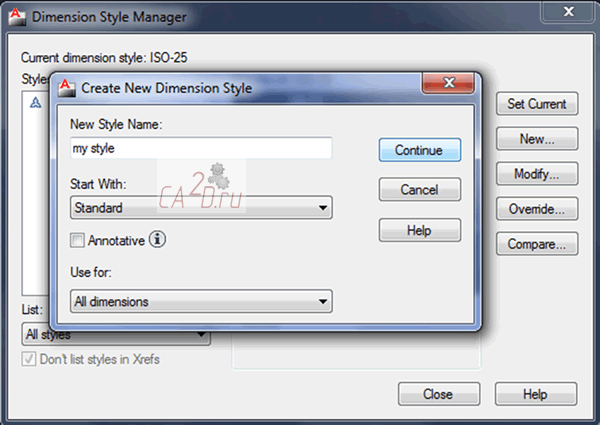 Dimension Style Manager
Current dimension style: ISO-25
Styles
Create New Dimension Style
New Style Name:
my style
Start With:
Standard
Annotative
Use for:
All dimensions
Continue
Cancel
Help
Set Current
New...
Modify...
Override...
Compare...
List:
All styles
Don't list styles in Xrefs
Close
Help
CA2D.ru